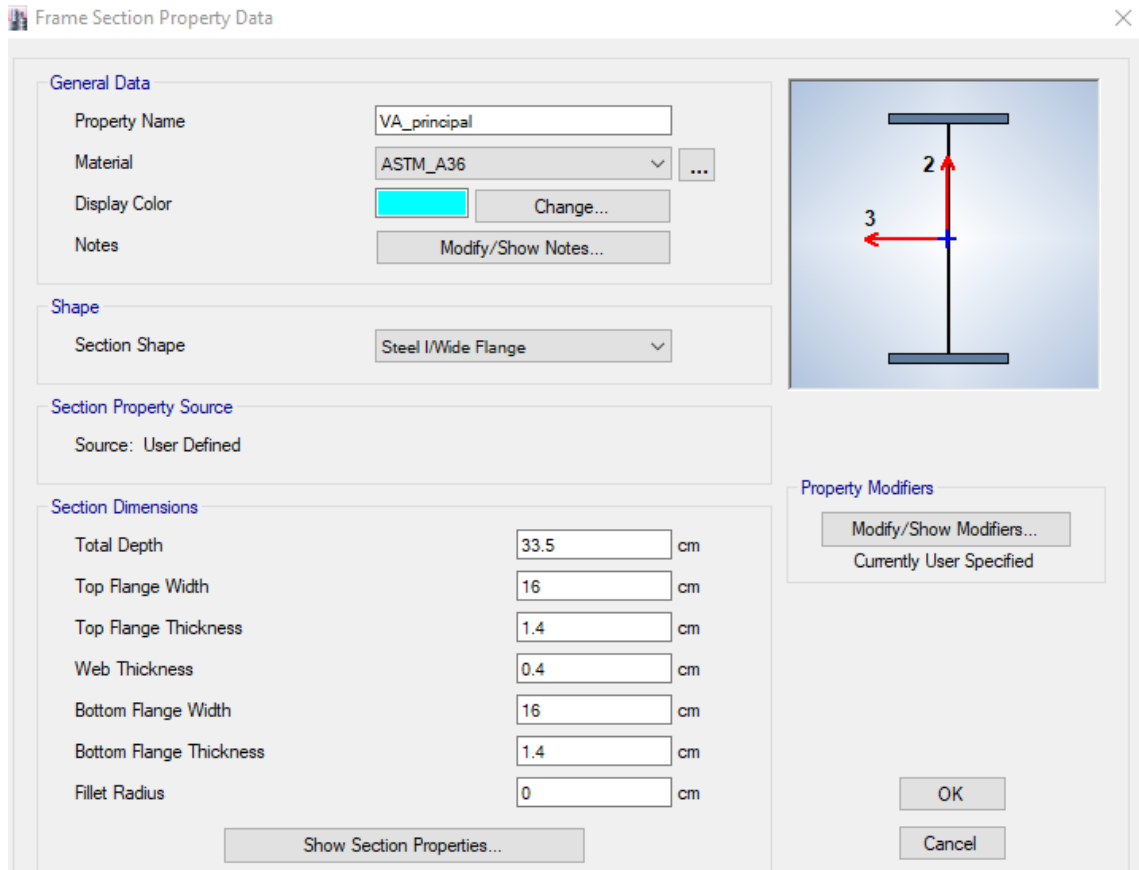 Frame Section Property Data
General Data
Property Name VA_principal
Material ASTM_A36 ...
Display Color Change...
Notes Modify/Show Notes...
Shape
Section Shape Steel I/Wide Flange
Section Property Source
Source: User Defined
Section Dimensions
Total Depth 33.5 cm
Top Flange Width 16 cm
Top Flange Thickness 1.4 cm
Web Thickness 0.4 cm
Bottom Flange Width 16 cm
Bottom Flange Thickness 1.4 cm
Fillet Radius 0 cm
Show Section Properties...
2
3
Property Modifiers
Modify/Show Modifiers...
Currently User Specified
OK
Cancel